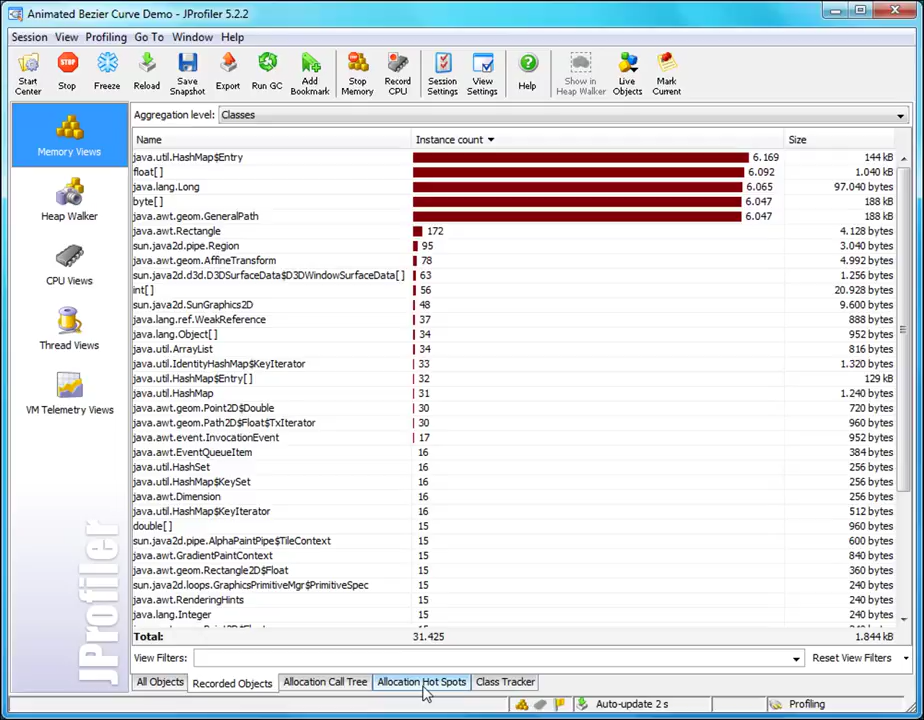 Animated Bezier Curve Demo - JProfiler 5.2.2
Session View Profiling Go To Window Help
Start Center Stop Freeze Reload Save Snapshot Export Run GC Add Bookmark Stop Memory Record CPU Session Settings View Settings Help Show in Heap Walker Live Objects Mark Current
Aggregation level: Classes
Name Instance count Size
java.util.HashMap$Entry 6.169 144 kB
float[] 6.092 1.040 kB
java.lang.Long 6.065 97.040 bytes
byte[] 6.047 188 kB
java.awt.geom.GeneralPath 6.047 188 kB
java.awt.Rectangle 172 4.128 bytes
sun.java2d.pipe.Region 95 3.040 bytes
java.awt.geom.AffineTransform 78 4.992 bytes
sun.java2d.d3d.D3DSurfaceData$D3DWindowSurfaceData[] 63 1.256 bytes
int[] 56 20.928 bytes
sun.java2d.SunGraphics2D 48 9.600 bytes
java.lang.ref.WeakReference 37 888 bytes
java.lang.Object[] 34 952 bytes
java.util.ArrayList 34 816 bytes
java.util.IdentityHashMap$KeyIterator 33 1.320 bytes
java.util.HashMap$Entry[] 32 129 kB
java.util.HashMap 31 1.240 bytes
java.awt.geom.Point2D$Double 30 720 bytes
java.awt.geom.Path2D$Float$TxIterator 30 960 bytes
java.awt.event.InvocationEvent 17 952 bytes
java.awt.EventQueueItem 16 384 bytes
java.util.HashSet 16 256 bytes
java.util.HashMap$KeySet 16 256 bytes
java.awt.Dimension 16 256 bytes
java.util.HashMap$KeyIterator 16 512 bytes
double[] 15 960 bytes
sun.java2d.pipe.AlphaPaintPipe$TileContext 15 600 bytes
java.awt.GradientPaintContext 15 840 bytes
java.awt.geom.Rectangle2D$Float 15 360 bytes
sun.java2d.loops.GraphicsPrimitiveMgr$PrimitiveSpec 15 240 bytes
java.awt.RenderingHints 15 240 bytes
java.lang.Integer 15 240 bytes
Total: 31.425 1.844 kB
View Filters: Reset View Filters
All Objects Recorded Objects Allocation Call Tree Allocation Hot Spots Class Tracker
Auto-update 2 s Profiling
Memory Views
Heap Walker
CPU Views
Thread Views
VM Telemetry Views
JProfiler